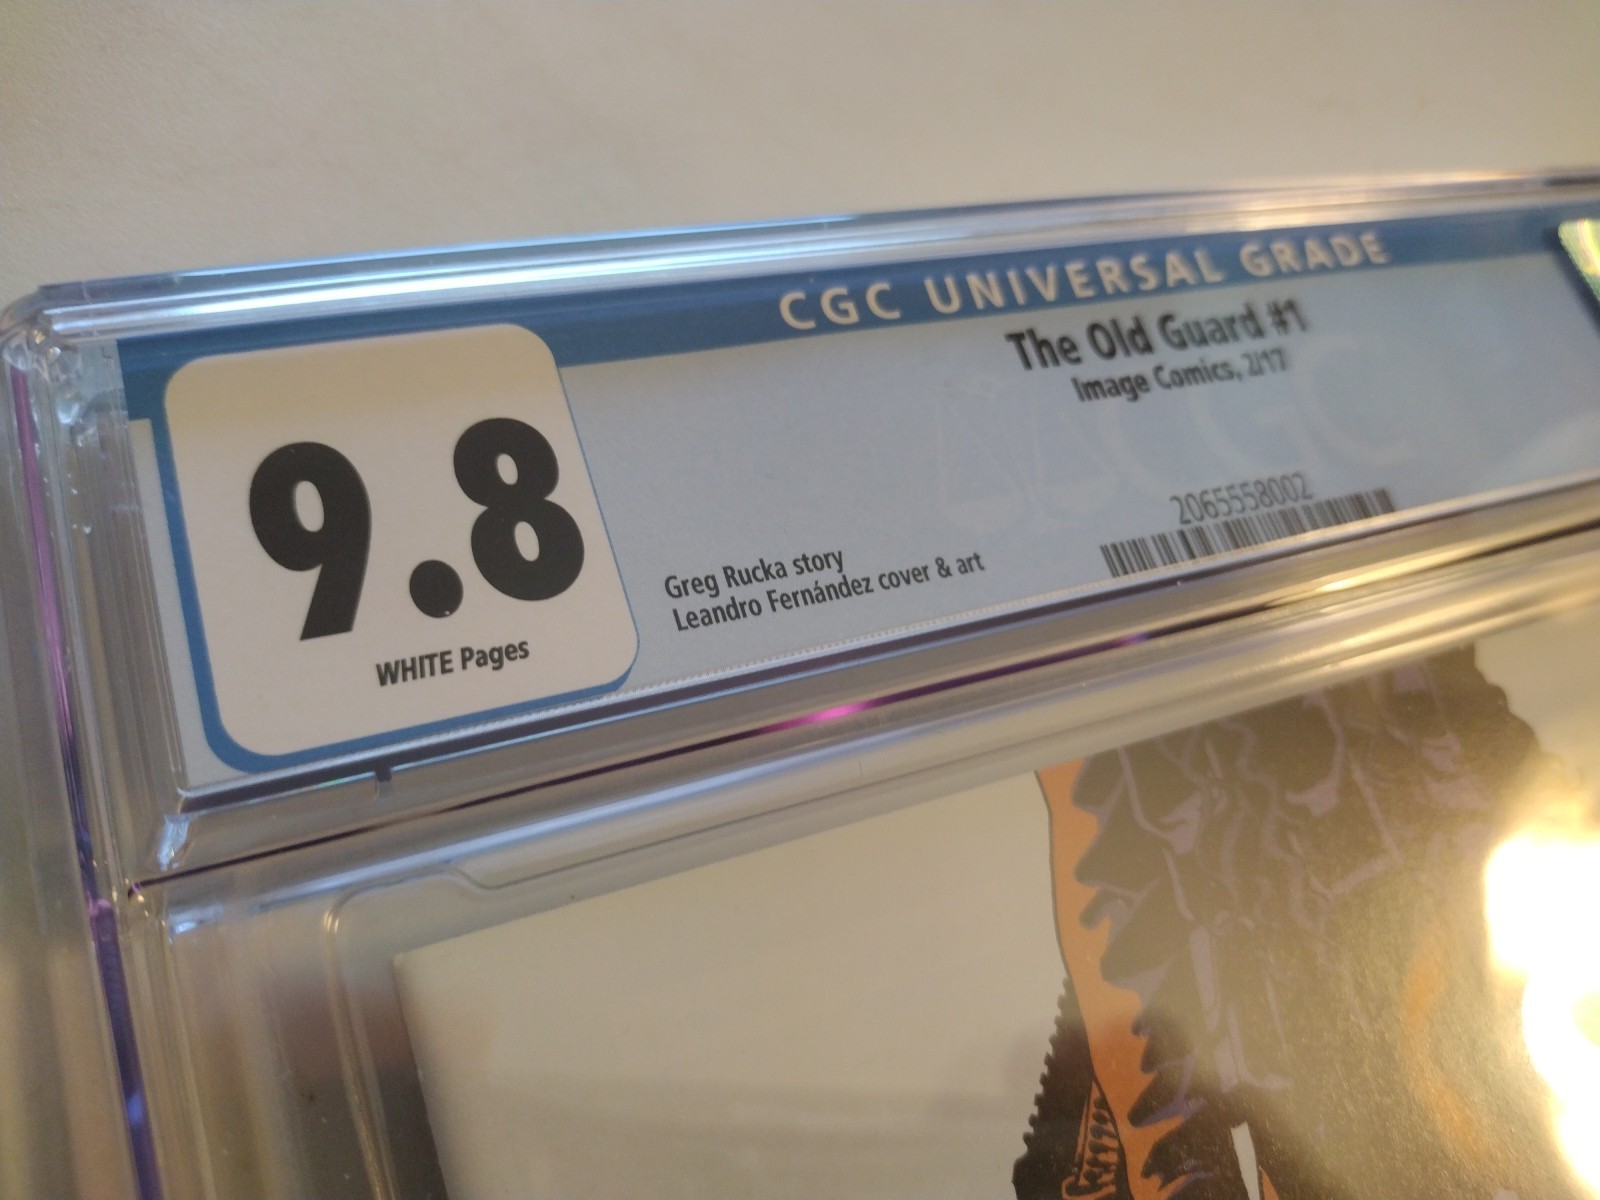 CGC UNIVERSAL GRADE
9.8
WHITE Pages
The Old Guard #1
Image Comics, 2/17
2065558002
Greg Rucka story
Leandro Fernández cover & art
CGC